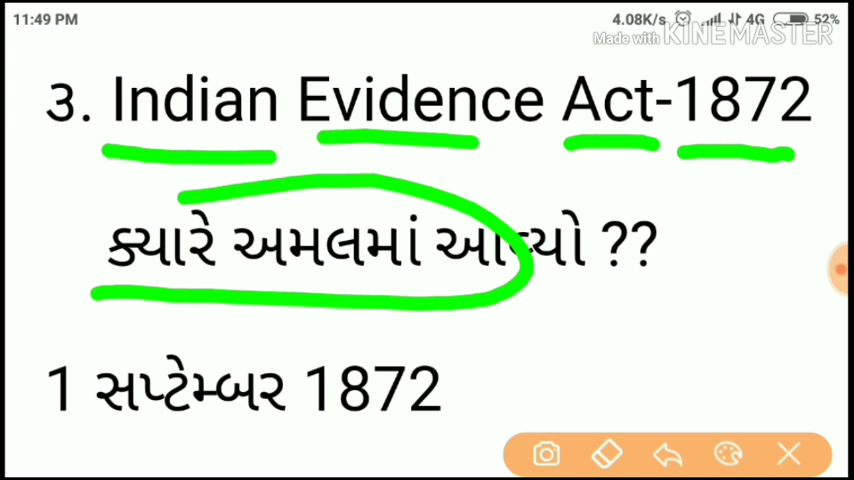 11:49 PM 4.08K/s 4G 52%
Made with KINEMASTER
૩. Indian Evidence Act-1872
ક્યારે અમલમાં આવ્યો ??
1 સપ્ટેમ્બર 1872